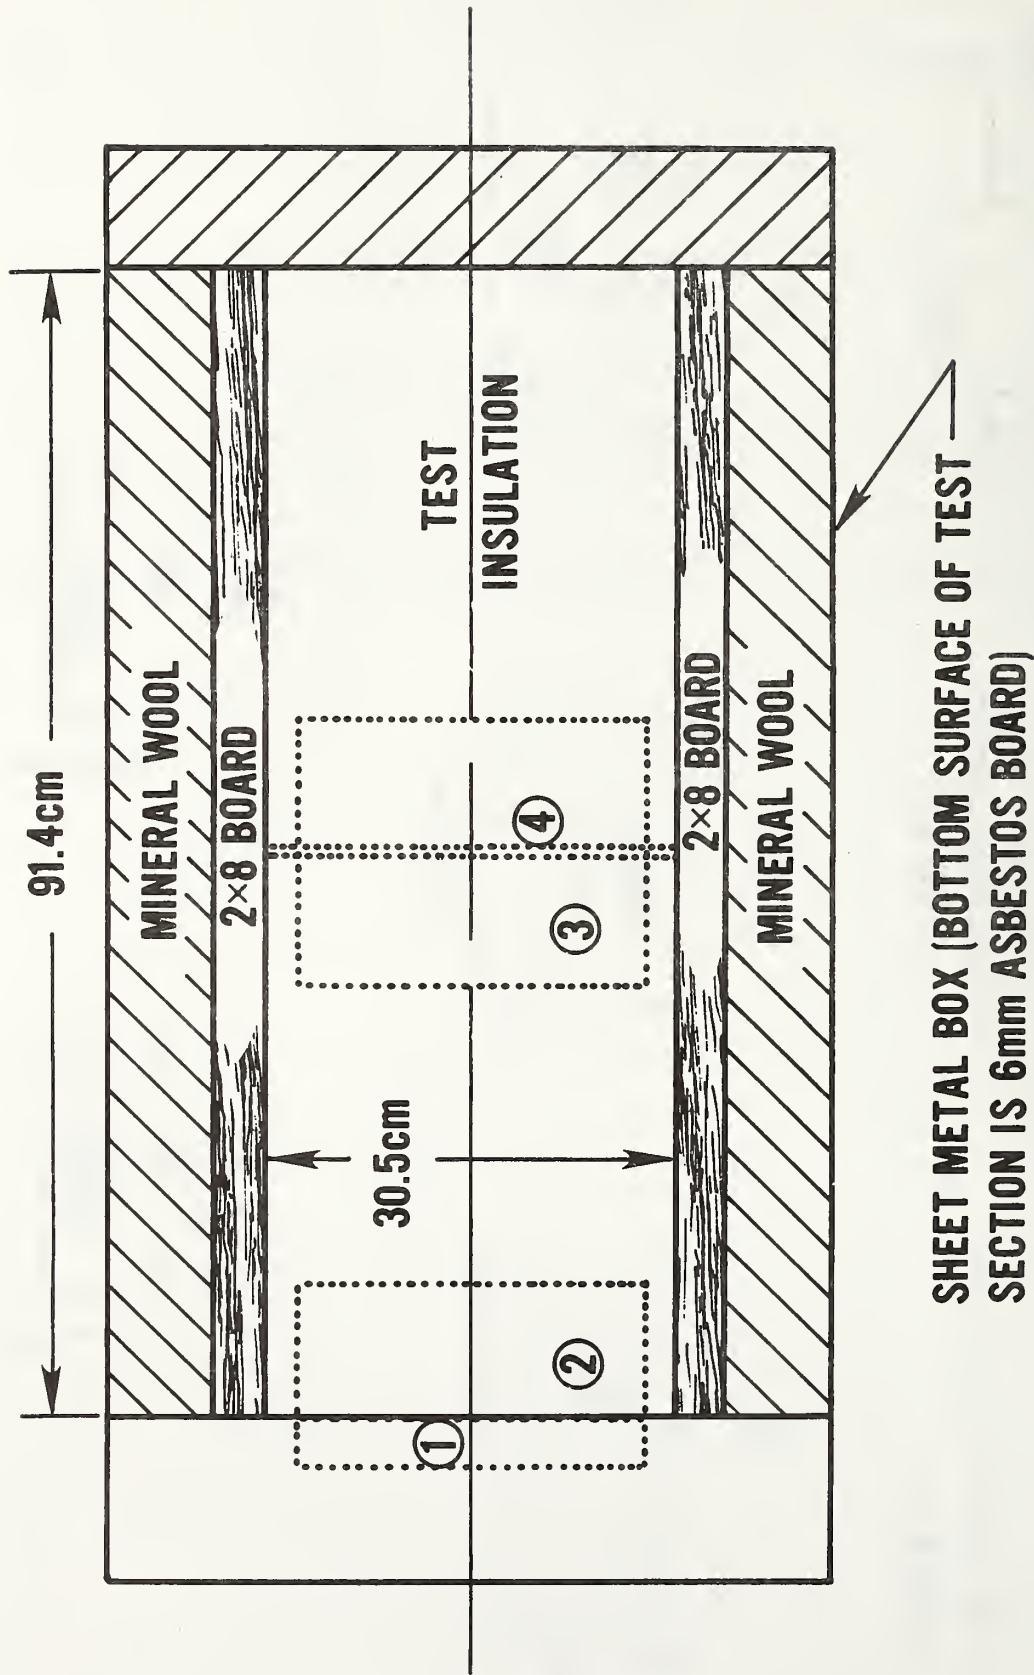 91.4cm
MINERAL WOOL
2×8 BOARD
TEST
INSULATION
30.5cm
①
②
③
④
2×8 BOARD
MINERAL WOOL
SHEET METAL BOX (BOTTOM SURFACE OF TEST
SECTION IS 6mm ASBESTOS BOARD)